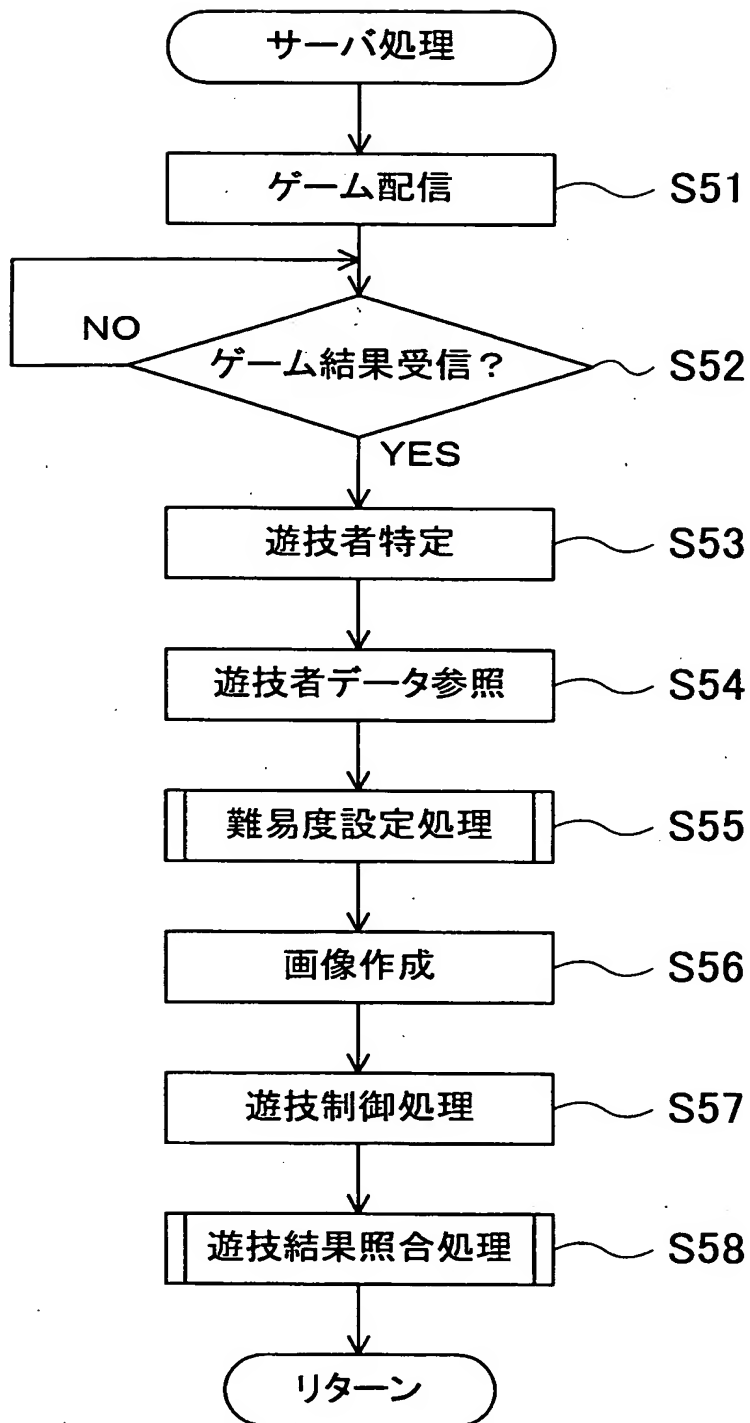 サーバ処理
ゲーム配信 S51
NO
ゲーム結果受信? S52
YES
遊技者特定 S53
遊技者データ参照 S54
難易度設定処理 S55
画像作成 S56
遊技制御処理 S57
遊技結果照合処理 S58
リターン